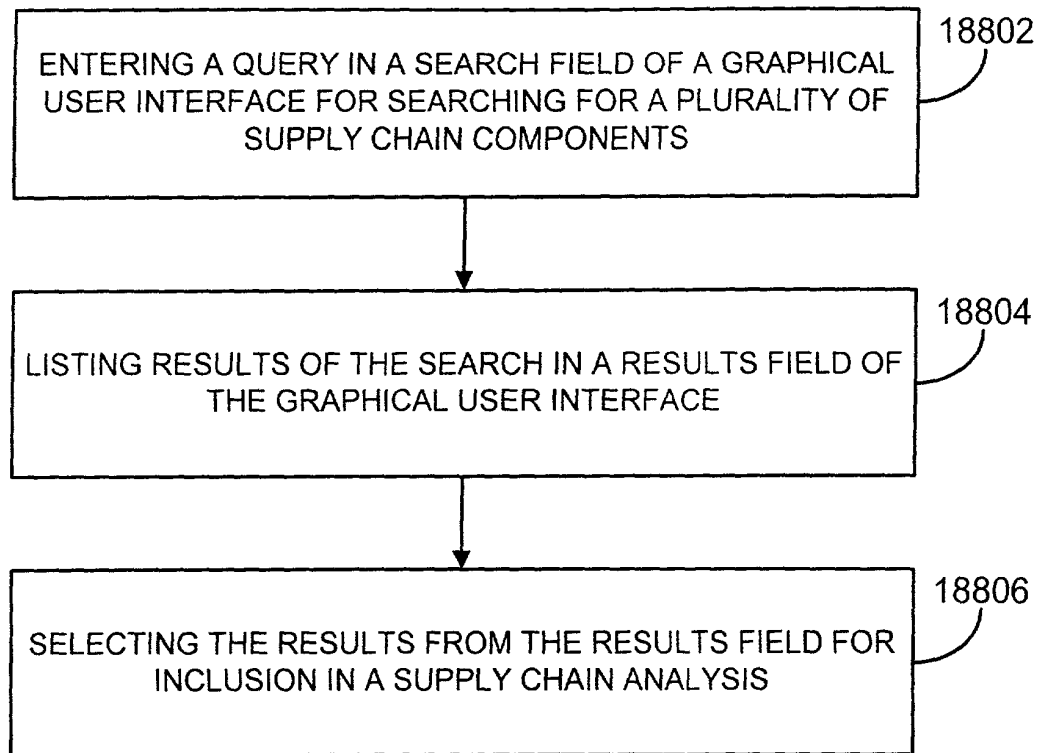 18802
ENTERING A QUERY IN A SEARCH FIELD OF A GRAPHICAL
USER INTERFACE FOR SEARCHING FOR A PLURALITY OF
SUPPLY CHAIN COMPONENTS
18804
LISTING RESULTS OF THE SEARCH IN A RESULTS FIELD OF
THE GRAPHICAL USER INTERFACE
18806
SELECTING THE RESULTS FROM THE RESULTS FIELD FOR
INCLUSION IN A SUPPLY CHAIN ANALYSIS